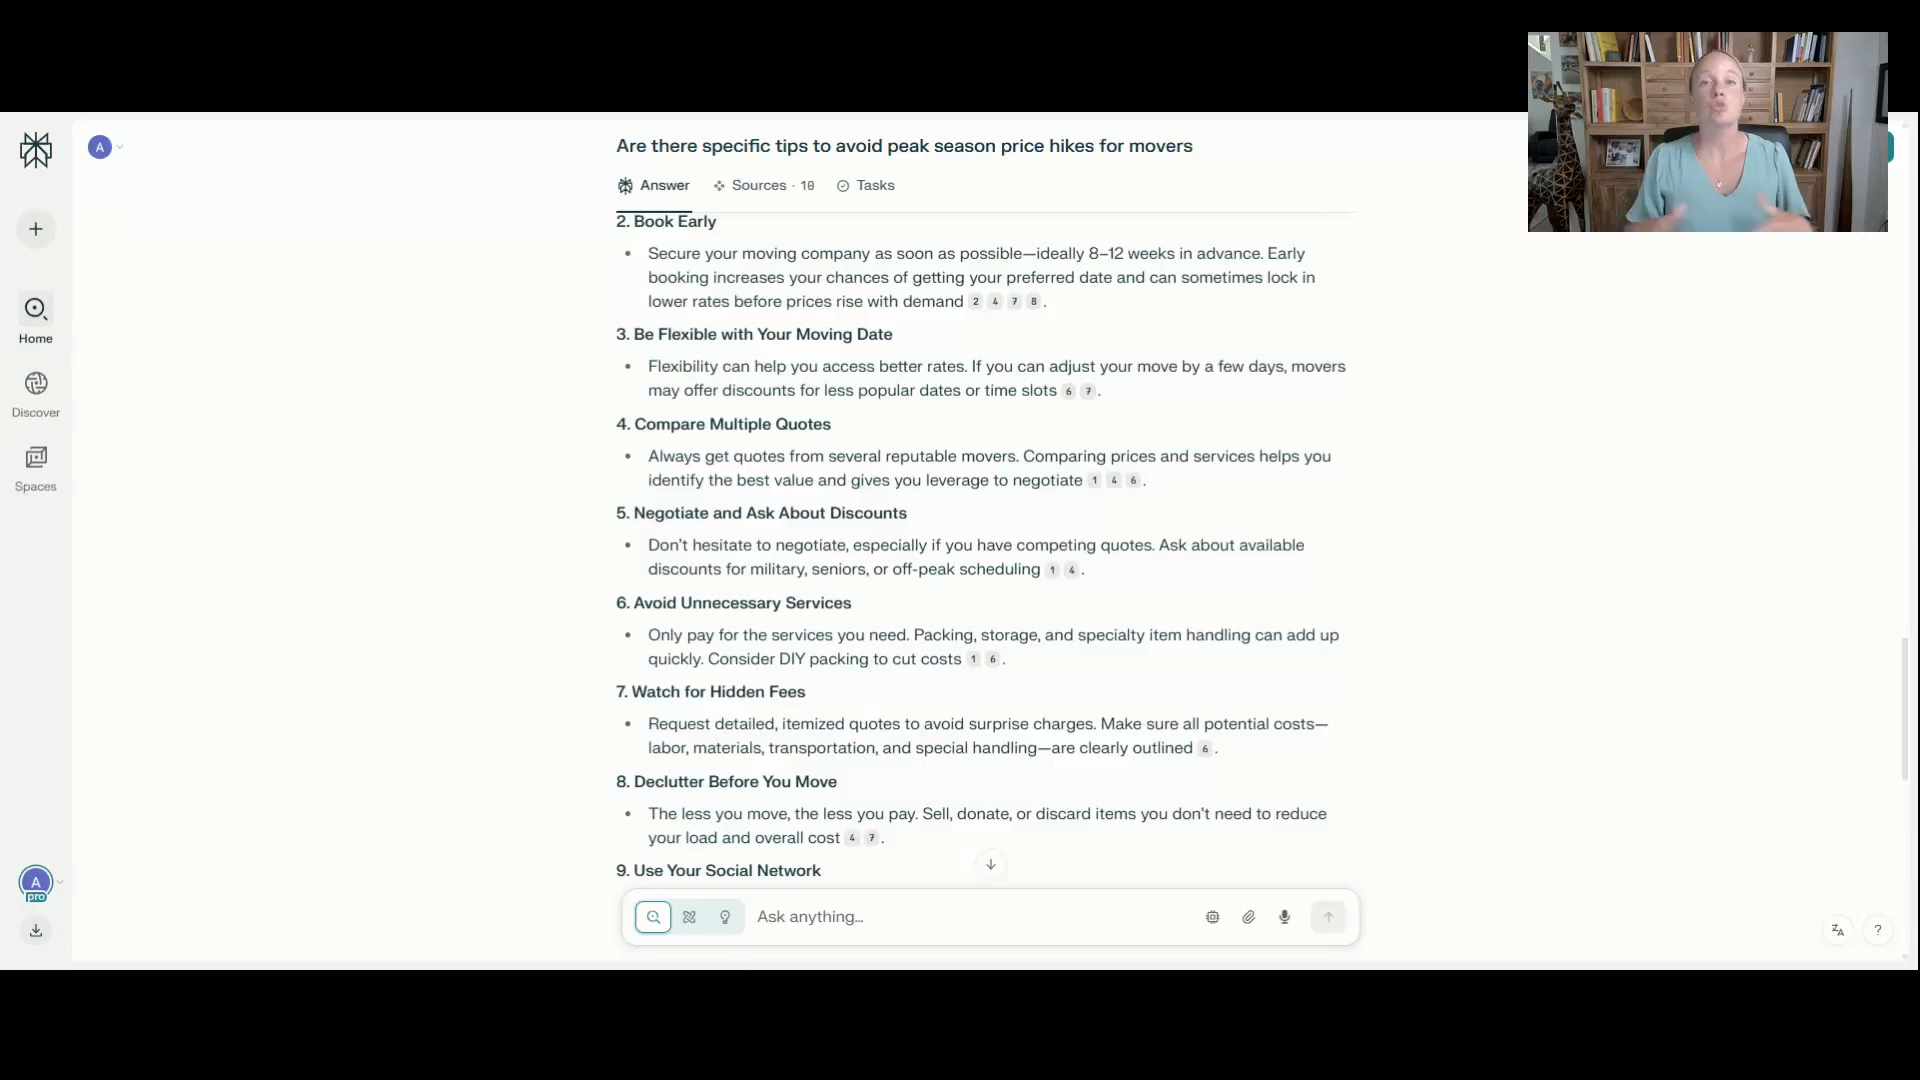 A
Are there specific tips to avoid peak season price hikes for movers
Answer
Sources · 10
Tasks
2. Book Early
• Secure your moving company as soon as possible—ideally 8–12 weeks in advance. Early
booking increases your chances of getting your preferred date and can sometimes lock in
lower rates before prices rise with demand 2 4 7 8 .
3. Be Flexible with Your Moving Date
• Flexibility can help you access better rates. If you can adjust your move by a few days, movers
may offer discounts for less popular dates or time slots 6 7 .
4. Compare Multiple Quotes
• Always get quotes from several reputable movers. Comparing prices and services helps you
identify the best value and gives you leverage to negotiate 1 4 6 .
5. Negotiate and Ask About Discounts
• Don't hesitate to negotiate, especially if you have competing quotes. Ask about available
discounts for military, seniors, or off-peak scheduling 1 4 .
6. Avoid Unnecessary Services
• Only pay for the services you need. Packing, storage, and specialty item handling can add up
quickly. Consider DIY packing to cut costs 1 6 .
7. Watch for Hidden Fees
• Request detailed, itemized quotes to avoid surprise charges. Make sure all potential costs—
labor, materials, transportation, and special handling—are clearly outlined 6 .
8. Declutter Before You Move
• The less you move, the less you pay. Sell, donate, or discard items you don't need to reduce
your load and overall cost 4 7 .
9. Use Your Social Network
Ask anything…
Home
Discover
Spaces
A
pro
?